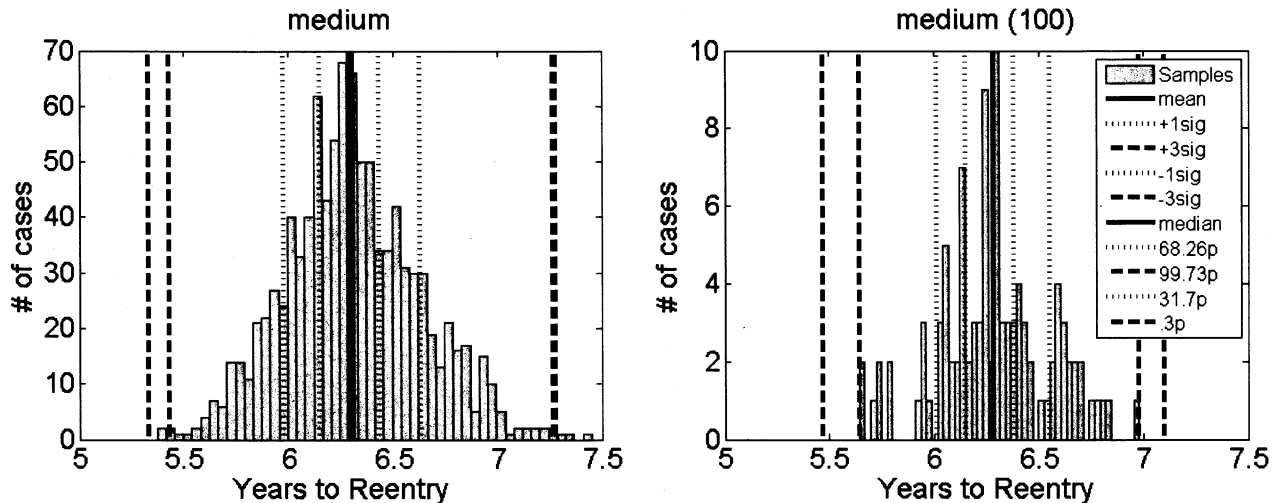 medium
70
60
50
40
30
20
10
0
# of cases
5
5.5
6
6.5
7
7.5
Years to Reentry
medium (100)
10
8
6
4
2
0
# of cases
5
5.5
6
6.5
7
7.5
Years to Reentry
Samples
mean
+1sig
+3sig
-1sig
-3sig
median
68.26p
99.73p
31.7p
.3p